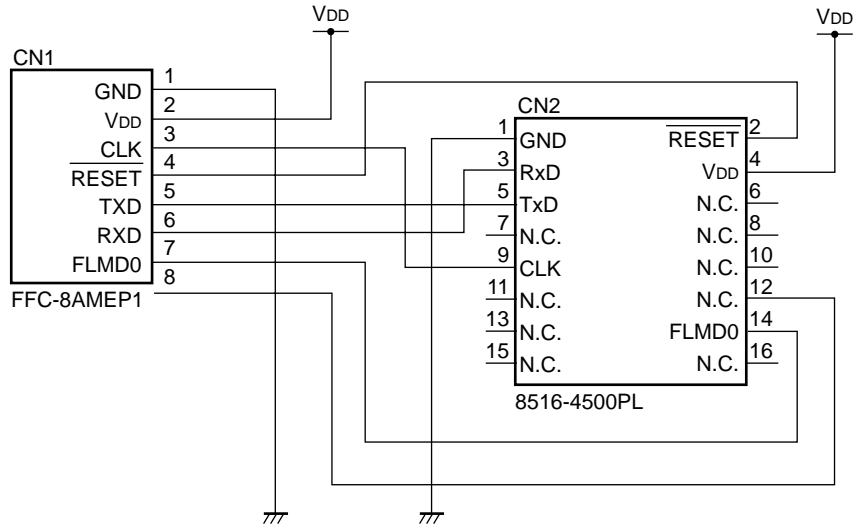 VDD
VDD
CN1
1
GND
2
VDD
3
CLK
4
RESET
5
TXD
6
RXD
7
FLMD0
8
FFC-8AMEP1
CN2
1
GND
RESET
2
3
RxD
VDD
4
5
TxD
N.C.
6
7
N.C.
N.C.
8
9
CLK
N.C.
10
11
N.C.
N.C.
12
13
N.C.
FLMD0
14
15
N.C.
N.C.
16
8516-4500PL